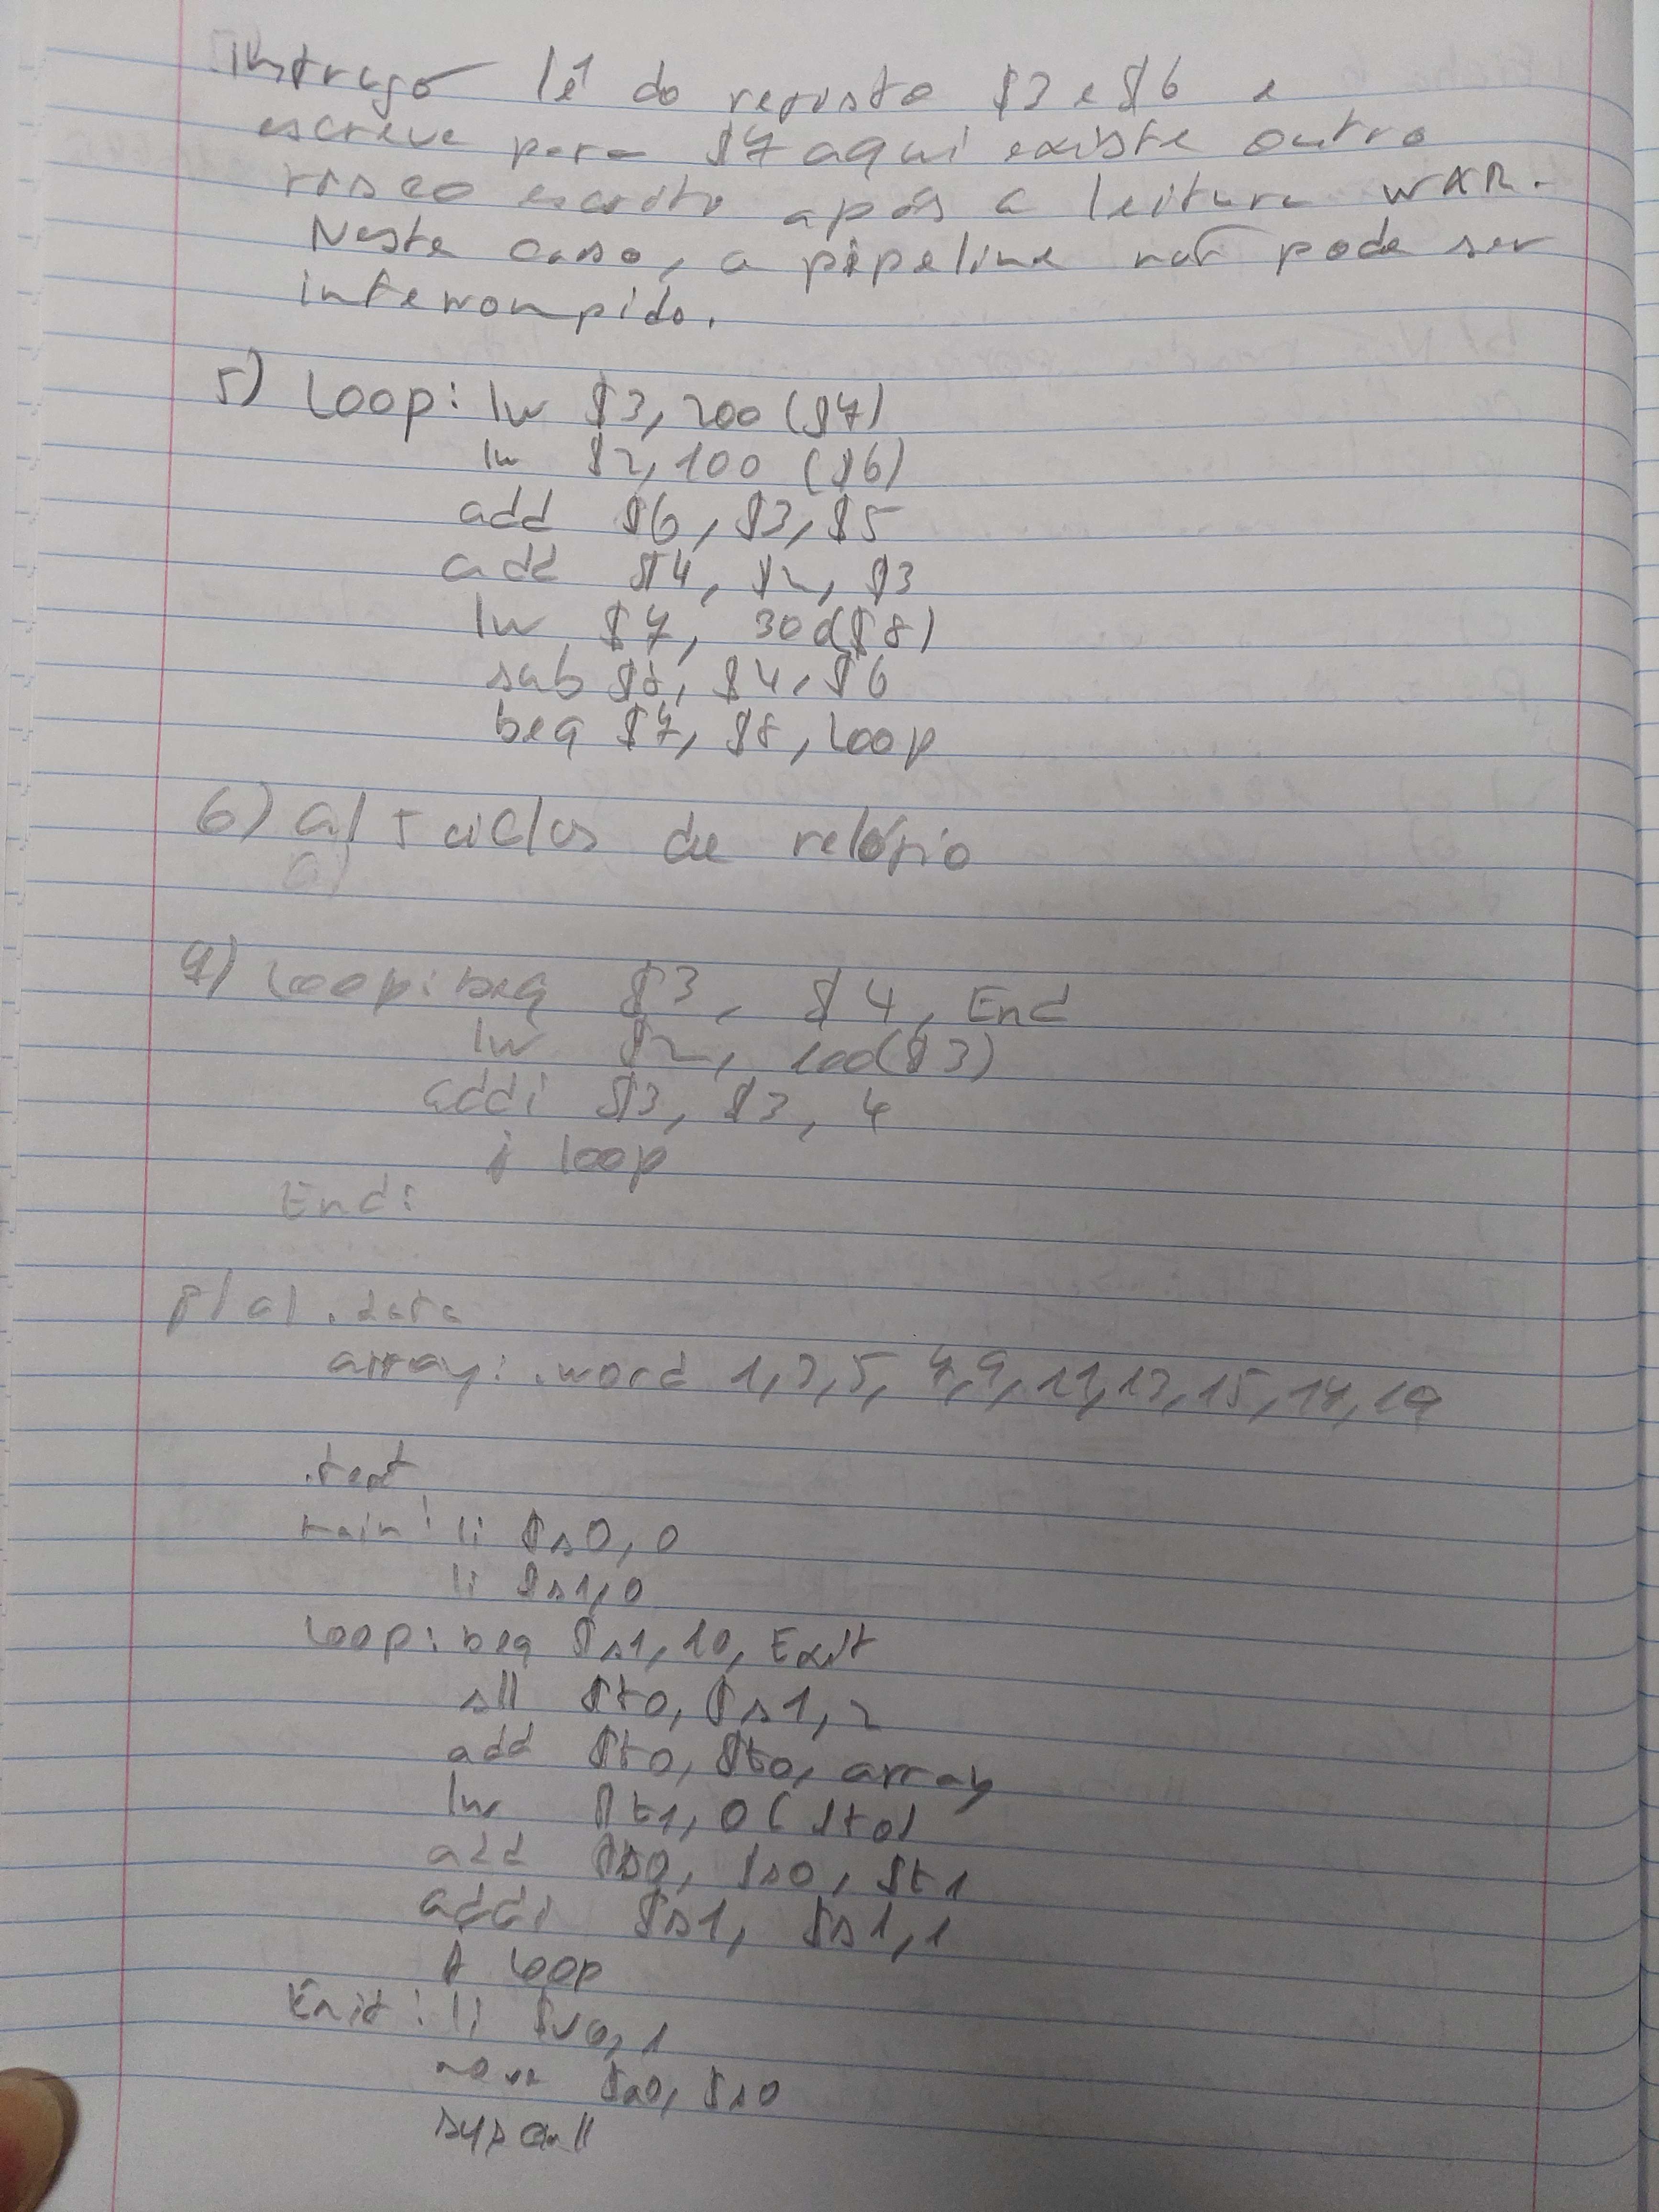 instrução lê do registo $3 e $6 e
escreve para $7 aqui existe outro
risco escrita após a leitura WAR.
Neste caso, a pipeline não pode ser
interrompido.
5) Loop: lw $3, 200 ($7)
lw $2, 100 ($6)
add $6, $3, $5
add $4, $2, $3
lw $7, 300($8)
sub $8, $4, $6
beq $7, $8, Loop
6) a) 5 ciclos de relógio
a)
7) Loop: beq $3, $4, End
lw $2, 100($3)
addi $3, $3, 4
j loop
End:
a) .data
array: .word 1,3,5,7,9,11,13,15,17,19
.text
main: li $s0, 0
li $s1, 0
Loop: beq $s1, 10, Exit
sll $t0, $s1, 2
add $t0, $t0, array
lw $t1, 0($t0)
add $s0, $s0, $t1
addi $s1, $s1, 1
j Loop
Exit: li $v0, 1
move $a0, $s0
syscall